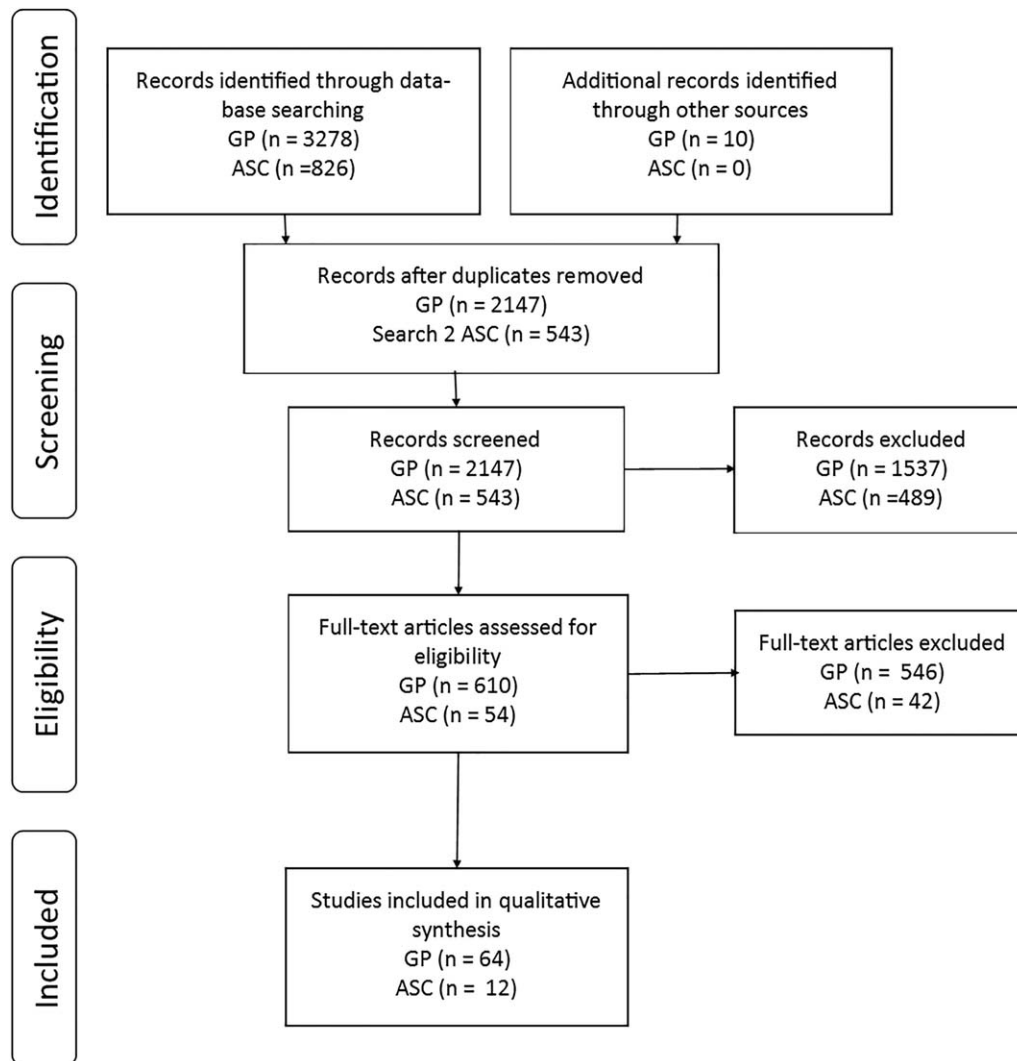 Identification
Records identified through data-
base searching
GP (n = 3278)
ASC (n =826)
Additional records identified
through other sources
GP (n = 10)
ASC (n = 0)
Screening
Records after duplicates removed
GP (n = 2147)
Search 2 ASC (n = 543)
Records screened
GP (n = 2147)
ASC (n = 543)
Records excluded
GP (n = 1537)
ASC (n =489)
Eligibility
Full-text articles assessed for
eligibility
GP (n = 610)
ASC (n = 54)
Full-text articles excluded
GP (n =  546)
ASC (n = 42)
Included
Studies included in qualitative
synthesis
GP (n = 64)
ASC (n =  12)